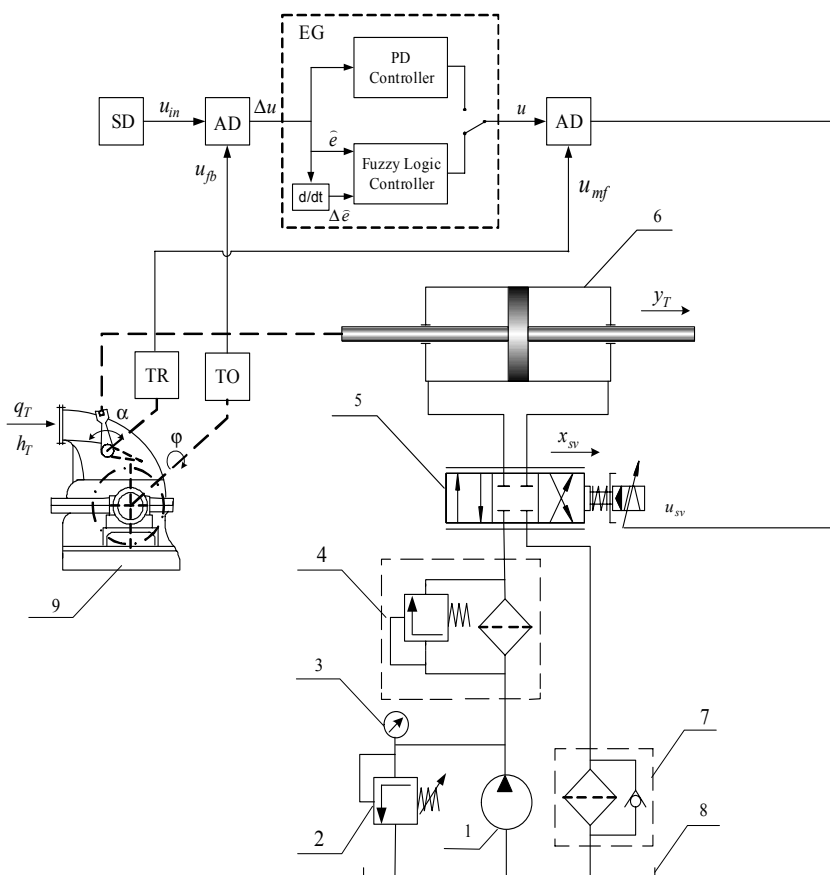 EG
PD
Controller
SD
u_in
AD
Δu
u
AD
ê
Fuzzy Logic
Controller
u_fb
d/dt
Δê
u_mf
6
y_T
TR
TO
5
q_T
α
h_T
φ
x_sv
u_sv
4
9
3
7
2
1
8